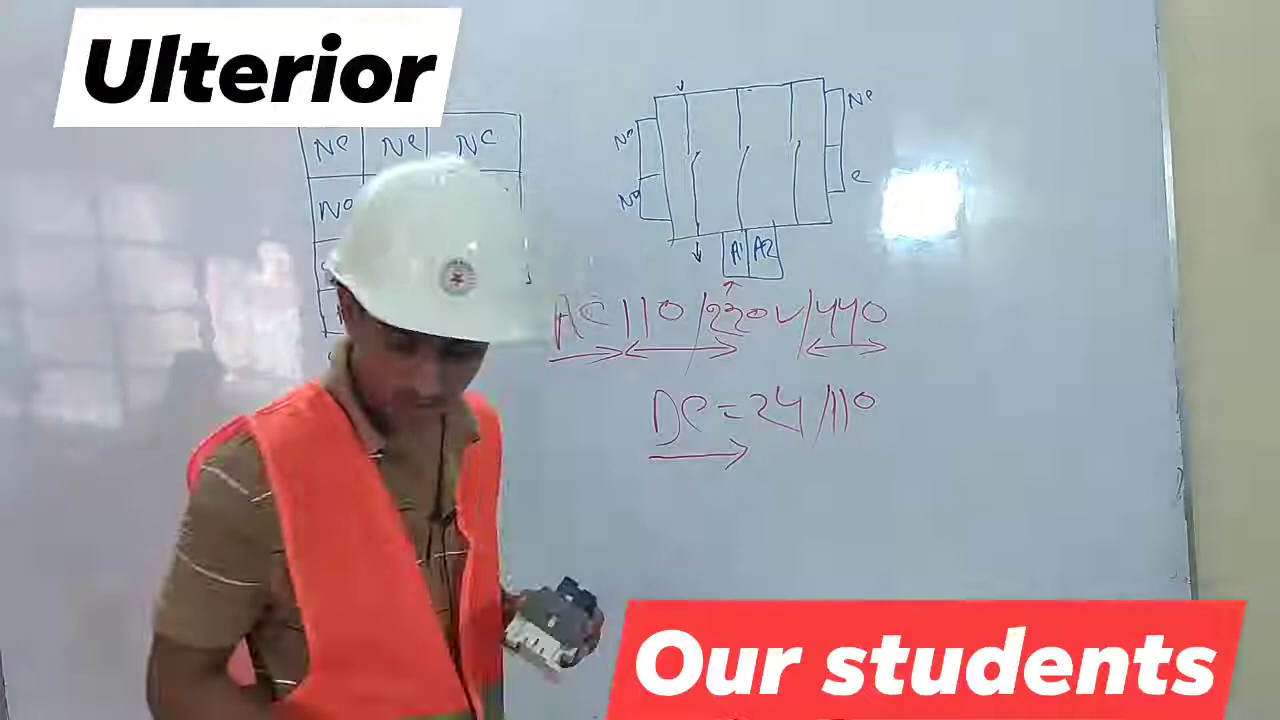 Ulterior
NC NC NC
NO
NO
NO
NC
C
A1 A2
AC 110/220V/440
DC = 24/110
Our students